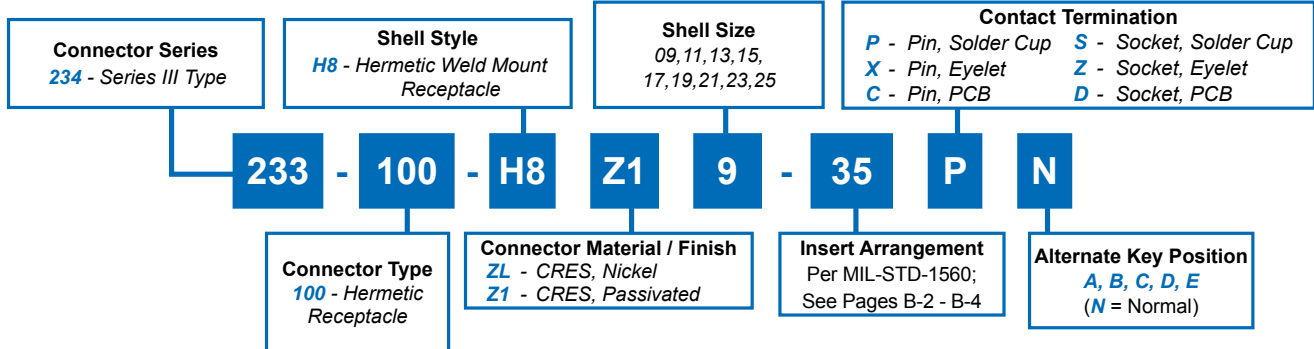 Connector Series
234 - Series III Type
Shell Style
H8 - Hermetic Weld Mount
Receptacle
Shell Size
09,11,13,15,
17,19,21,23,25
Contact Termination
P - Pin, Solder Cup S - Socket, Solder Cup
X - Pin, Eyelet Z - Socket, Eyelet
C - Pin, PCB D - Socket, PCB
233 - 100 - H8 Z1 9 - 35 P N
Connector Type
100 - Hermetic
Receptacle
Connector Material / Finish
ZL - CRES, Nickel
Z1 - CRES, Passivated
Insert Arrangement
Per MIL-STD-1560;
See Pages B-2 - B-4
Alternate Key Position
A, B, C, D, E
(N = Normal)